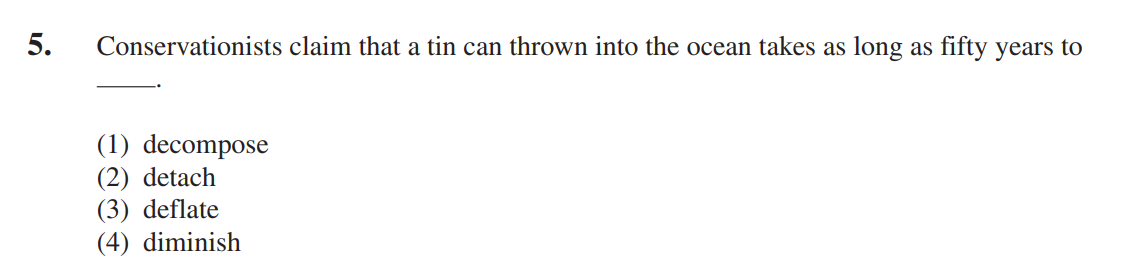 5. Conservationists claim that a tin can thrown into the ocean takes as long as fifty years to
____.
(1) decompose
(2) detach
(3) deflate
(4) diminish